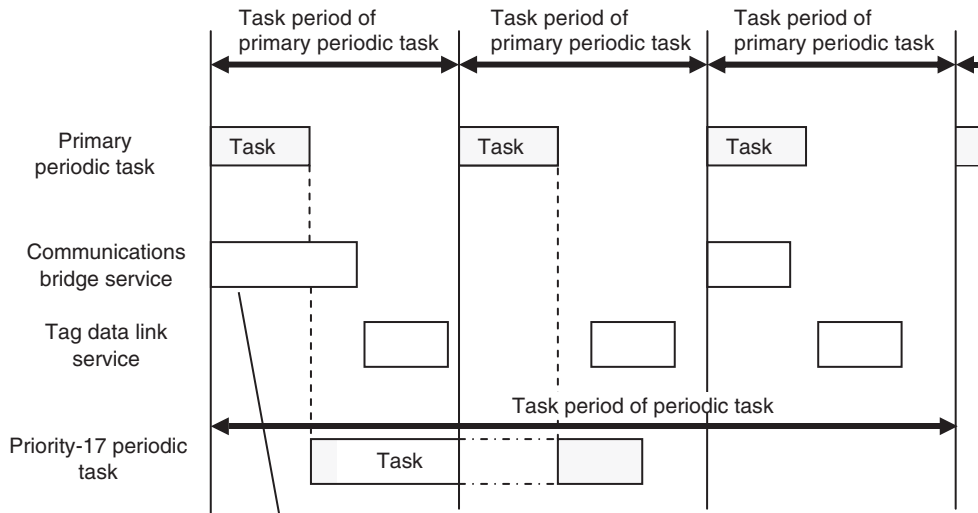 Task period of
primary periodic task
Task period of
primary periodic task
Task period of
primary periodic task
Primary
periodic task
Task
Task
Task
Communications
bridge service
Tag data link
service
Task period of periodic task
Priority-17 periodic
task
Task